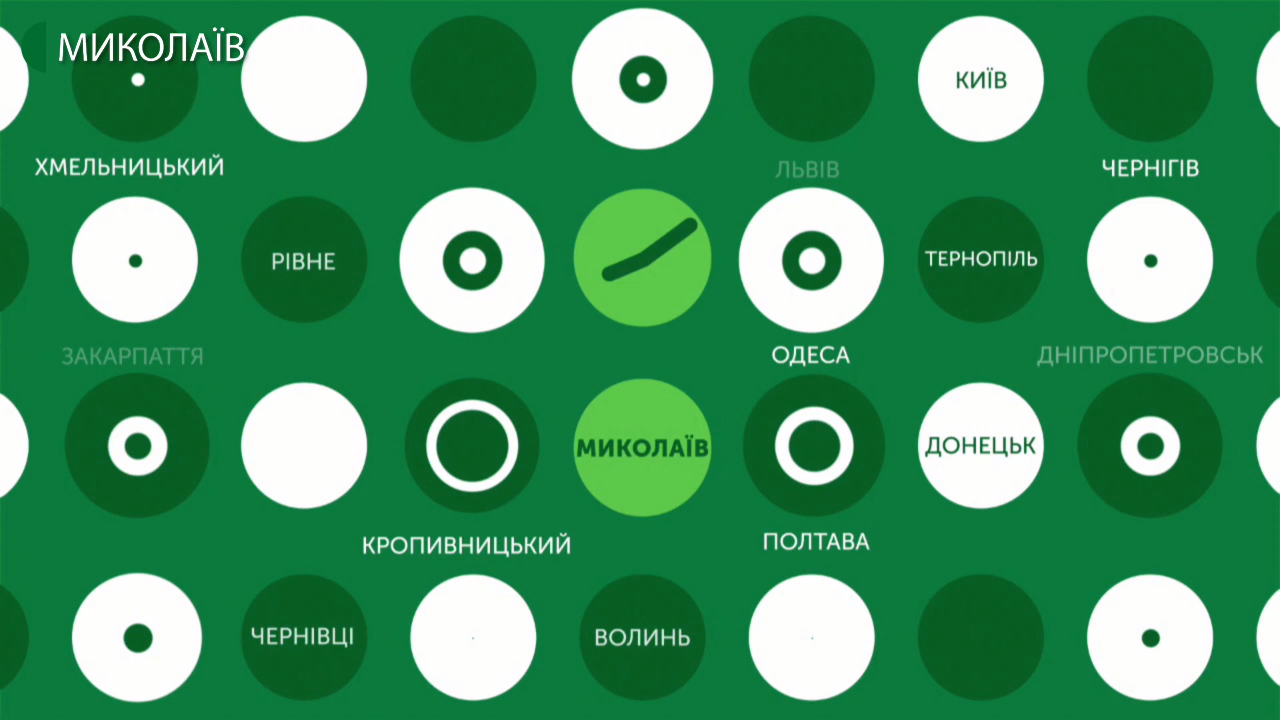 МИКОЛАЇВ
КИЇВ
ХМЕЛЬНИЦЬКИЙ
ЛЬВІВ
ЧЕРНІГІВ
РІВНЕ
ТЕРНОПІЛЬ
ЗАКАРПАТТЯ
ОДЕСА
ДНІПРОПЕТРОВСЬК
МИКОЛАЇВ
ДОНЕЦЬК
КРОПИВНИЦЬКИЙ
ПОЛТАВА
ЧЕРНІВЦІ
ВОЛИНЬ